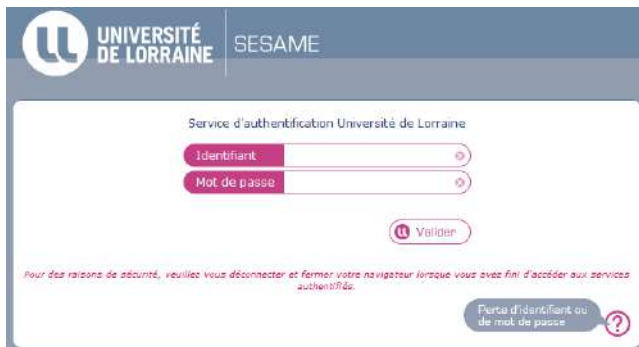 UNIVERSITÉ
DE LORRAINE
SESAME
Service d'authentification Université de Lorraine
Identifiant
Mot de passe
Valider
Pour des raisons de sécurité, veuillez vous déconnecter et fermer votre navigateur lorsque vous avez fini d'accéder aux services
authentifiés.
Perte d'identifiant ou
de mot de passe
?